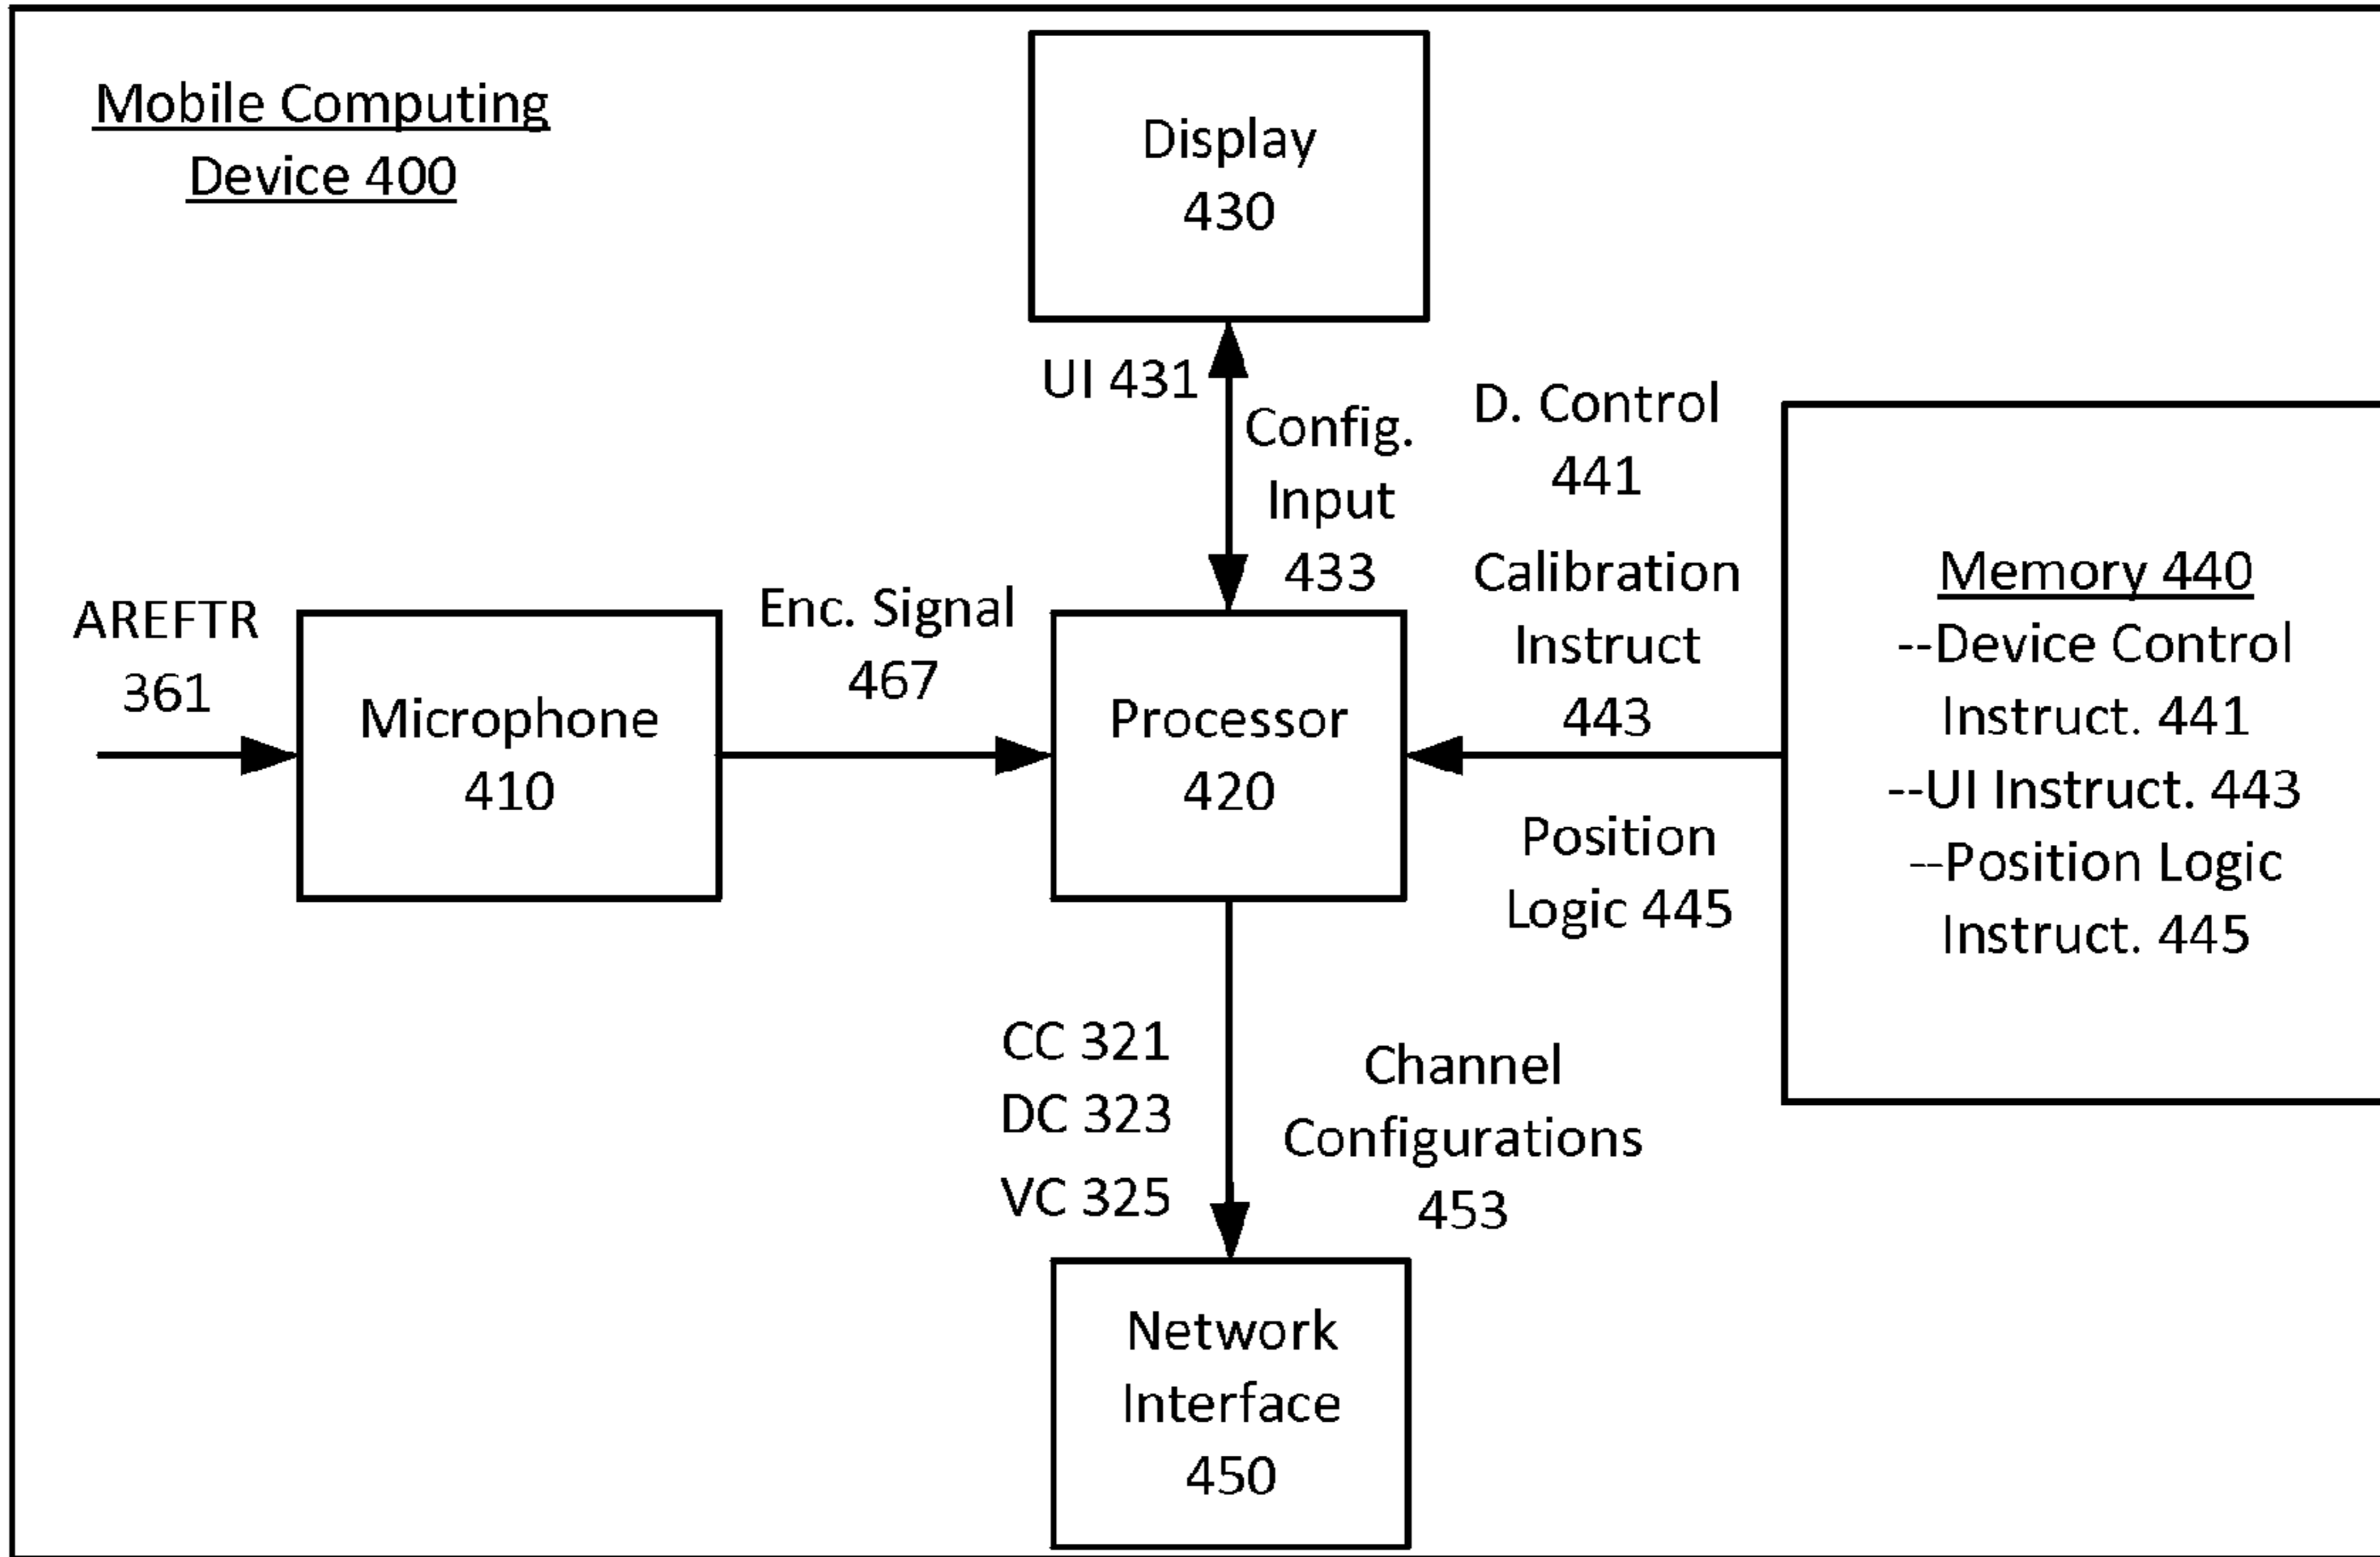 Mobile Computing
Device 400
Display
430
UI 431
Config.
Input
433
D. Control
441
Calibration
Instruct
443
Position
Logic 445
Memory 440
--Device Control
Instruct. 441
--UI Instruct. 443
--Position Logic
Instruct. 445
AREFTR
361
Microphone
410
Enc. Signal
467
Processor
420
CC 321
DC 323
VC 325
Channel
Configurations
453
Network
Interface
450